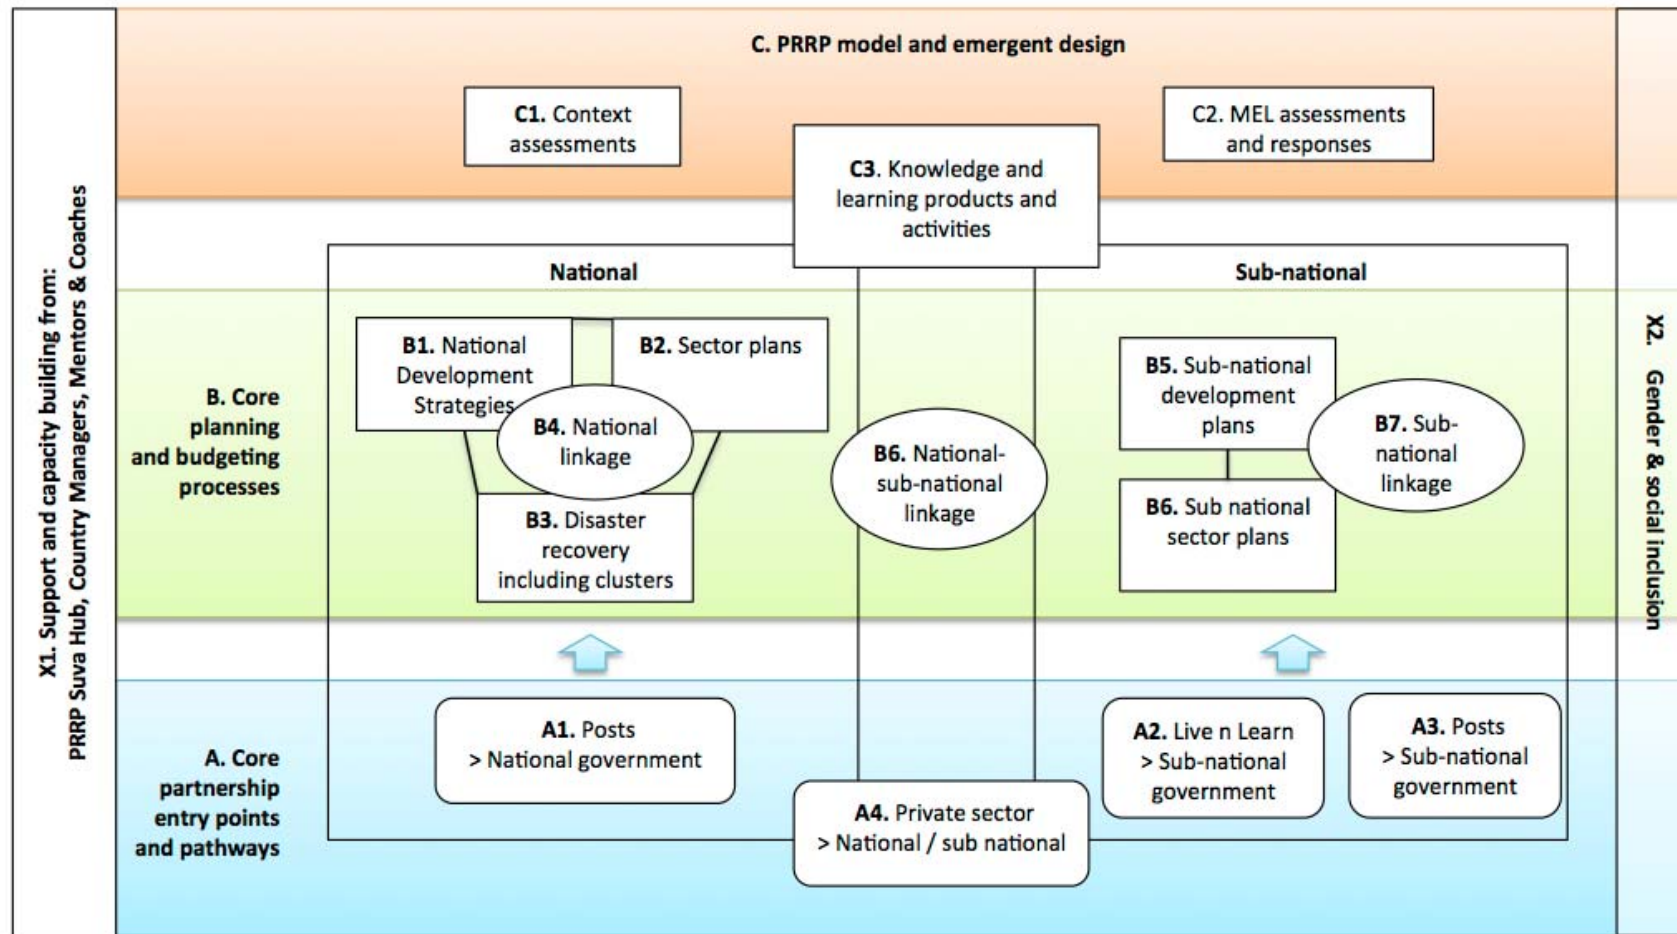 C. PRRP model and emergent design
C1. Context
assessments
C2. MEL assessments
and responses
C3. Knowledge and
learning products and
activities
X1. Support and capacity building from:
PRRP Suva Hub, Country Managers, Mentors & Coaches
X2. Gender & social inclusion
National
Sub-national
B. Core
planning
and budgeting
processes
B1. National
Development
Strategies
B2. Sector plans
B4. National
linkage
B3. Disaster
recovery
including clusters
B6. National-
sub-national
linkage
B5. Sub-national
development
plans
B7. Sub-
national
linkage
B6. Sub national
sector plans
A. Core
partnership
entry points
and pathways
A1. Posts
> National government
A4. Private sector
> National / sub national
A2. Live n Learn
> Sub-national
government
A3. Posts
> Sub-national
government